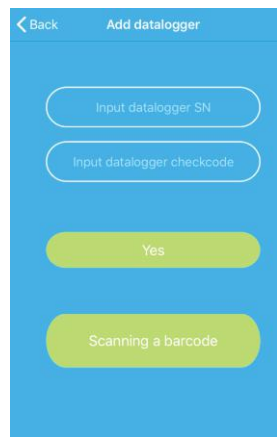 Back Add datalogger
Input datalogger SN
Input datalogger checkcode
Yes
Scanning a barcode